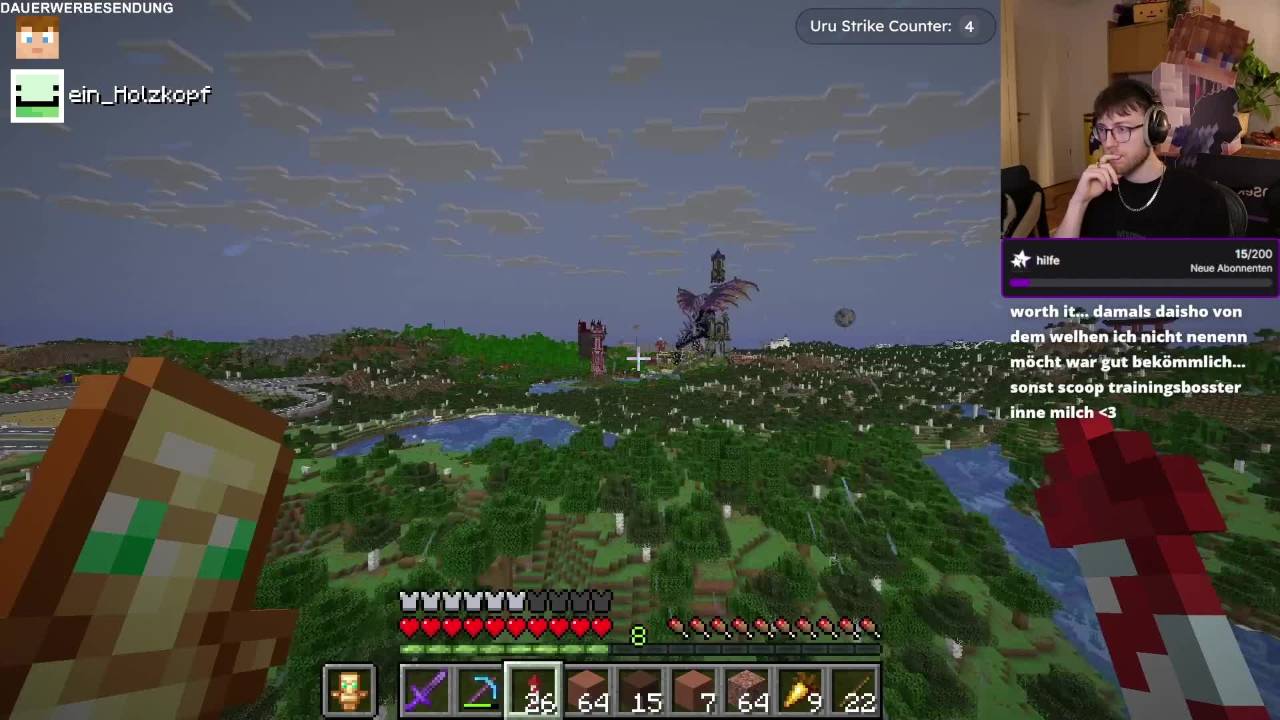 DAUERWERBESENDUNG
Uru Strike Counter: 4
ein_Holzkopf
hilfe
15/200
Neue Abonnenten
worth it... damals daisho von
dem welhen ich nicht nenenn
möcht war gut bekömmlich...
sonst scoop trainingsbosster
inne milch <3
8
26 64 15 7 64 9 22